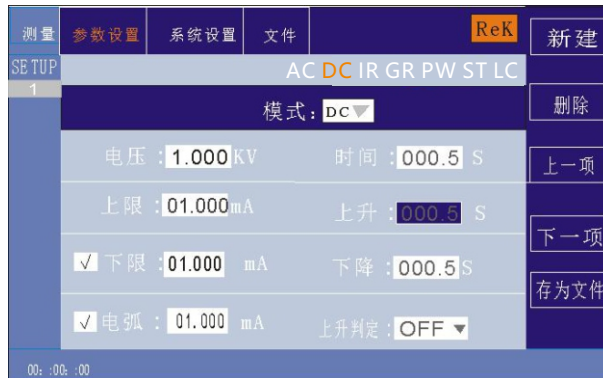 测量 参数设置 系统设置 文件 ReK 新建
SETUP AC DC IR GR PW ST LC
1
模式：DC 删除
电压：1.000 KV 时间：000.5 S 上一项
上限：01.000 mA 上升：000.5 S
√ 下限：01.000 mA 下降：000.5 S 下一项
√ 电弧：01.000 mA 上升判定：OFF 存为文件
00: :00: :00